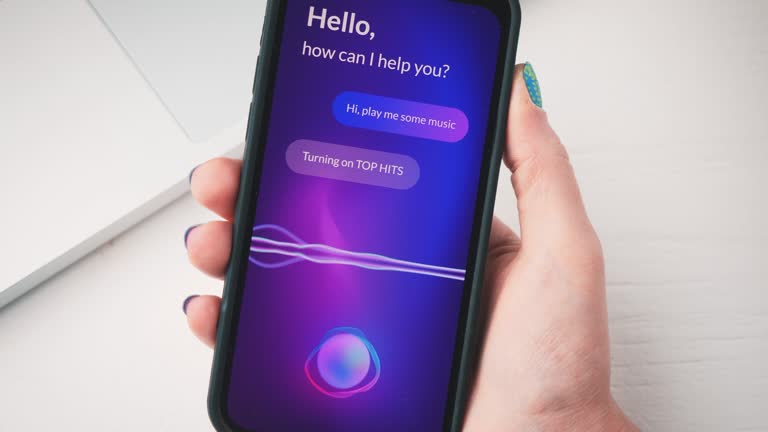 Hello,
how can I help you?
Hi, play me some music
Turning on TOP HITS